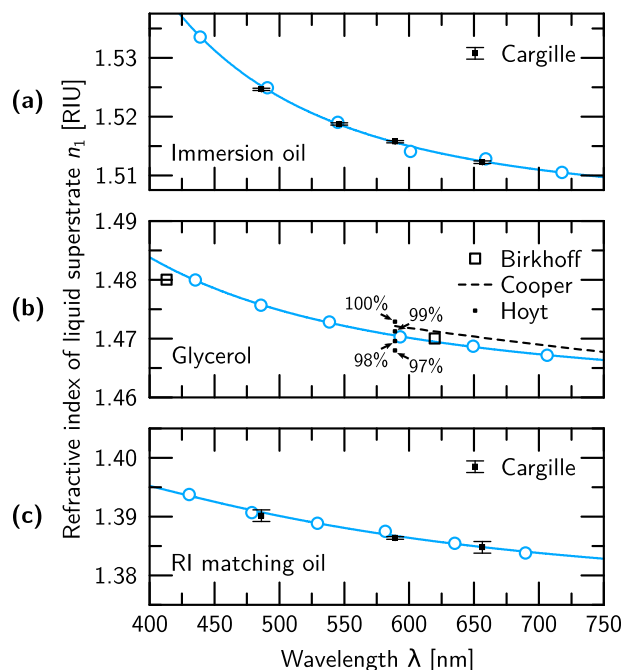 Refractive index of liquid superstrate n₁ [RIU]
(a)
1.53
1.52
1.51
Cargille
Immersion oil
(b)
1.49
1.48
1.47
1.46
Birkhoff
Cooper
Hoyt
100%
99%
98%
97%
Glycerol
(c)
1.40
1.39
1.38
Cargille
RI matching oil
400 450 500 550 600 650 700 750
Wavelength λ [nm]